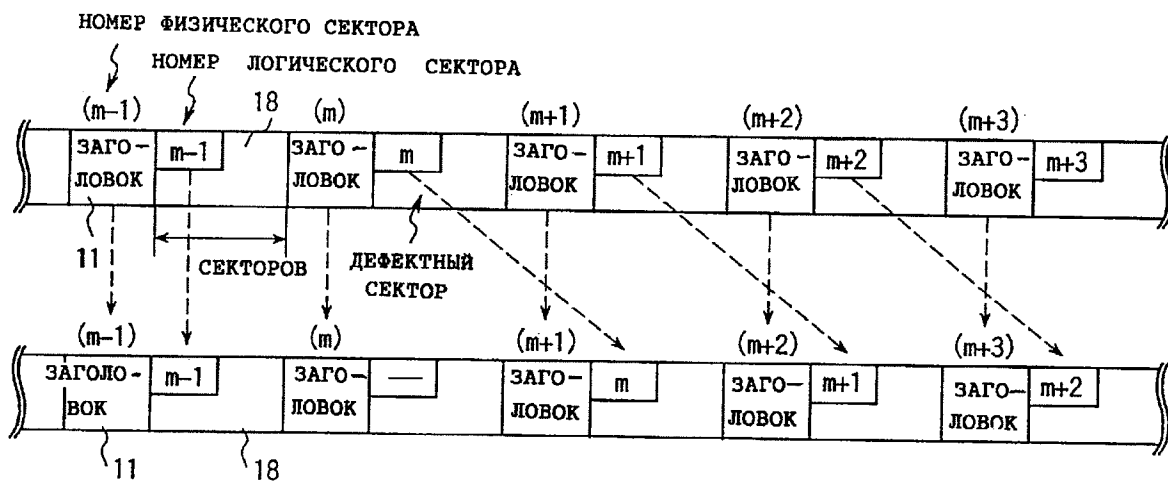 НОМЕР ФИЗИЧЕСКОГО СЕКТОРА
НОМЕР ЛОГИЧЕСКОГО СЕКТОРА
(m-1) 18 (m) (m+1) (m+2) (m+3)
ЗАГО- m-1 ЗАГО- m ЗАГО- m+1 ЗАГО- m+2 ЗАГО- m+3
ЛОВОК ЛОВОК ЛОВОК ЛОВОК ЛОВОК
11
СЕКТОРОВ
ДЕФЕКТНЫЙ
СЕКТОР
(m-1) (m) (m+1) (m+2) (m+3)
ЗАГОЛО- m-1 ЗАГО- — ЗАГО- m ЗАГО- m+1 ЗАГО- m+2
ВОК ЛОВОК ЛОВОК ЛОВОК ЛОВОК
11 18